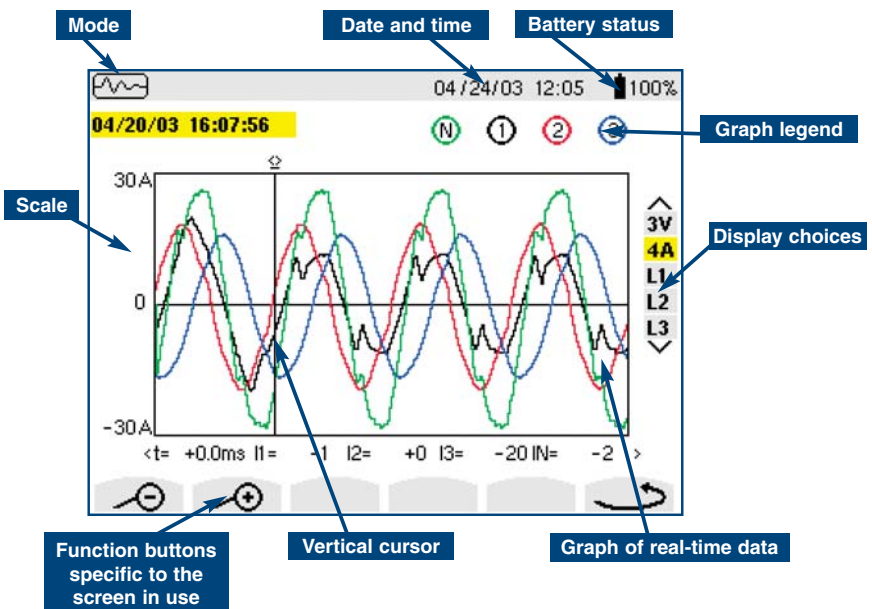 Mode
Date and time
Battery status
04/24/03 12:05 100%
04/20/03 16:07:56
N 1 2 3
Graph legend
Scale
30A
0
-30A
3V
4A
L1
L2
L3
Display choices
<t= +0.0ms I1= -1 I2= +0 I3= -20 IN= -2 >
Function buttons
specific to the
screen in use
Vertical cursor
Graph of real-time data